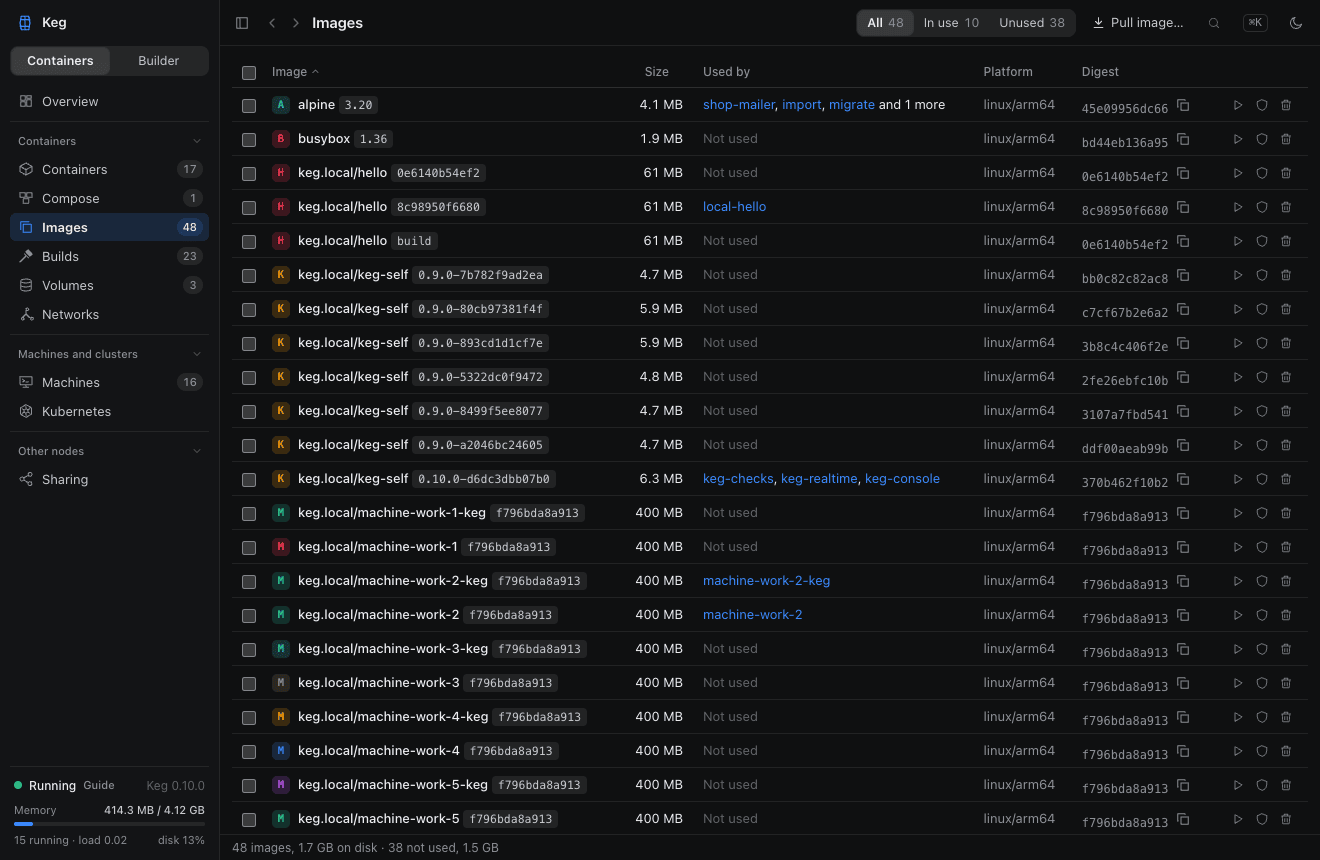 Keg
Containers Builder
Overview
Containers
Containers 17
Compose 1
Images 48
Builds 23
Volumes 3
Networks
Machines and clusters
Machines 16
Kubernetes
Other nodes
Sharing
Running Guide Keg 0.10.0
Memory 414.3 MB / 4.12 GB
15 running · load 0.02 disk 13%
Images
All 48 In use 10 Unused 38 Pull image… ⌘K
Image Size Used by Platform Digest
A alpine 3.20 4.1 MB shop-mailer, import, migrate and 1 more linux/arm64 45e09956dc66
B busybox 1.36 1.9 MB Not used linux/arm64 bd44eb136a95
H keg.local/hello 0e6140b54ef2 61 MB Not used linux/arm64 0e6140b54ef2
H keg.local/hello 8c98950f6680 61 MB local-hello linux/arm64 8c98950f6680
H keg.local/hello build 61 MB Not used linux/arm64 0e6140b54ef2
K keg.local/keg-self 0.9.0-7b782f9ad2ea 4.7 MB Not used linux/arm64 bb0c82c82ac8
K keg.local/keg-self 0.9.0-80cb97381f4f 5.9 MB Not used linux/arm64 c7cf67b2e6a2
K keg.local/keg-self 0.9.0-893cd1d1cf7e 5.9 MB Not used linux/arm64 3b8c4c406f2e
K keg.local/keg-self 0.9.0-5322dc0f9472 4.8 MB Not used linux/arm64 2fe26ebfc10b
K keg.local/keg-self 0.9.0-8499f5ee8077 4.7 MB Not used linux/arm64 3107a7fbd541
K keg.local/keg-self 0.9.0-a2046bc24605 4.7 MB Not used linux/arm64 ddf00aeab99b
K keg.local/keg-self 0.10.0-d6dc3dbb07b0 6.3 MB keg-checks, keg-realtime, keg-console linux/arm64 370b462f10b2
M keg.local/machine-work-1-keg f796bda8a913 400 MB Not used linux/arm64 f796bda8a913
M keg.local/machine-work-1 f796bda8a913 400 MB Not used linux/arm64 f796bda8a913
M keg.local/machine-work-2-keg f796bda8a913 400 MB machine-work-2-keg linux/arm64 f796bda8a913
M keg.local/machine-work-2 f796bda8a913 400 MB machine-work-2 linux/arm64 f796bda8a913
M keg.local/machine-work-3-keg f796bda8a913 400 MB Not used linux/arm64 f796bda8a913
M keg.local/machine-work-3 f796bda8a913 400 MB Not used linux/arm64 f796bda8a913
M keg.local/machine-work-4-keg f796bda8a913 400 MB Not used linux/arm64 f796bda8a913
M keg.local/machine-work-4 f796bda8a913 400 MB Not used linux/arm64 f796bda8a913
M keg.local/machine-work-5-keg f796bda8a913 400 MB Not used linux/arm64 f796bda8a913
M keg.local/machine-work-5 f796bda8a913 400 MB Not used linux/arm64 f796bda8a913
48 images, 1.7 GB on disk · 38 not used, 1.5 GB